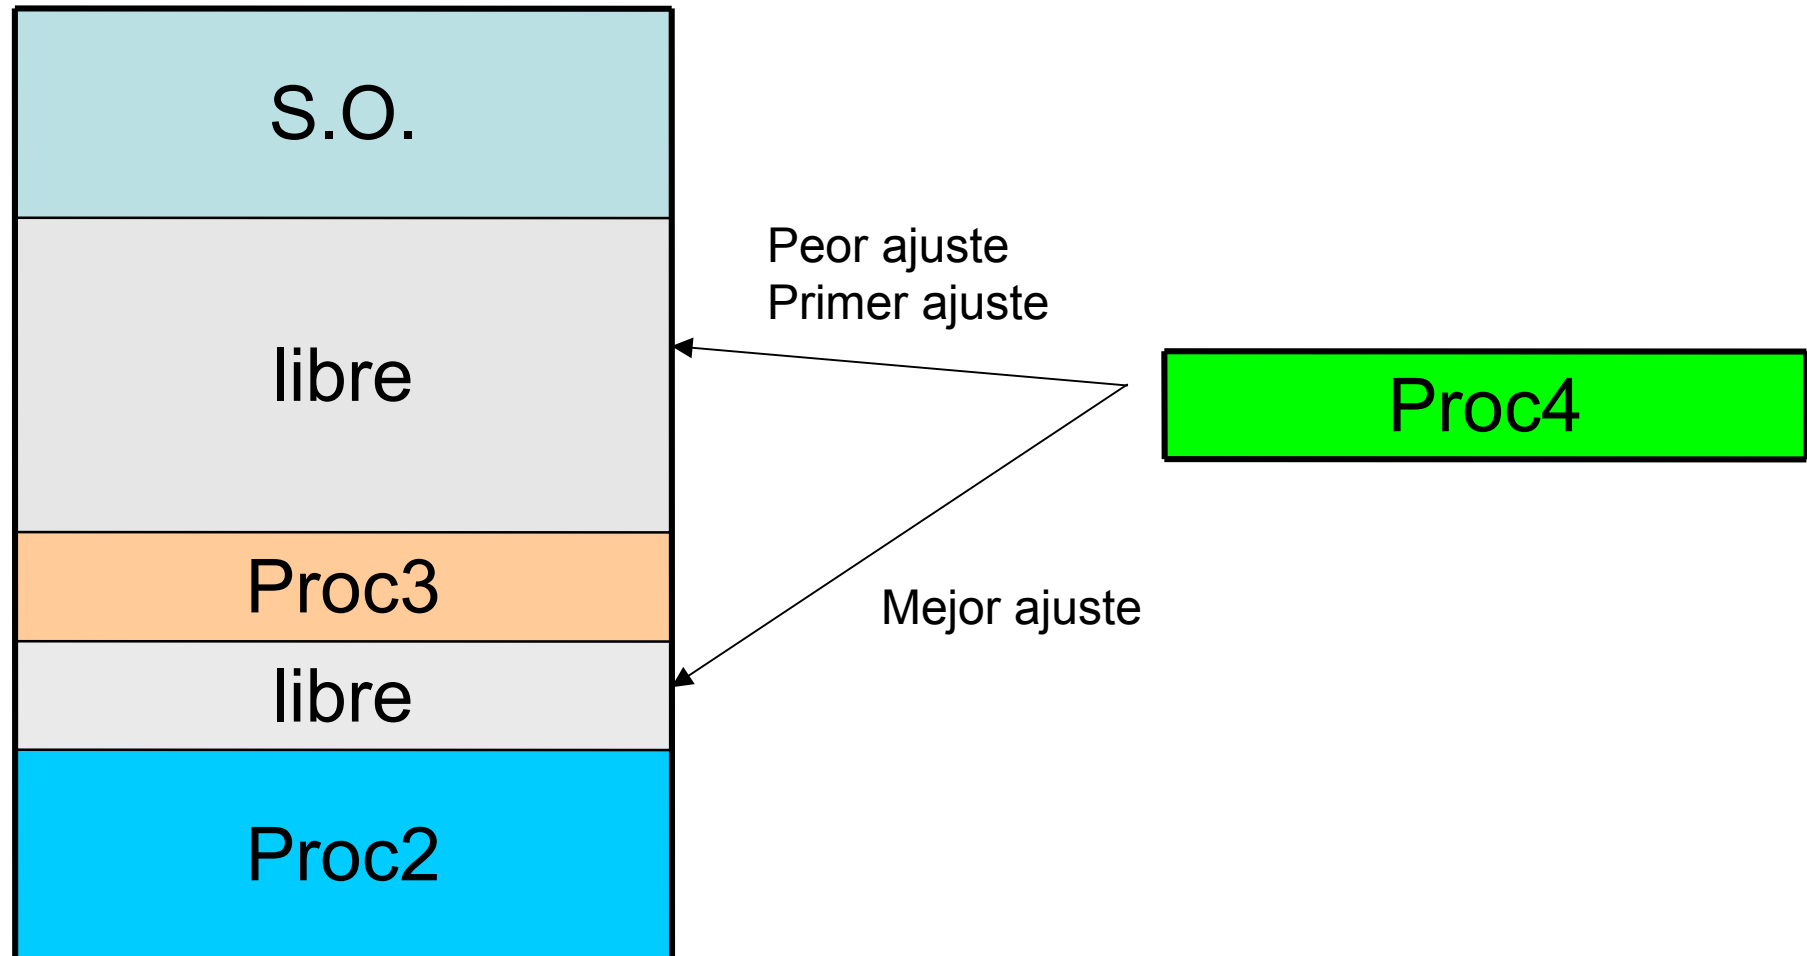 S.O.
Peor ajuste
Primer ajuste
libre
Proc4
Proc3
Mejor ajuste
libre
Proc2